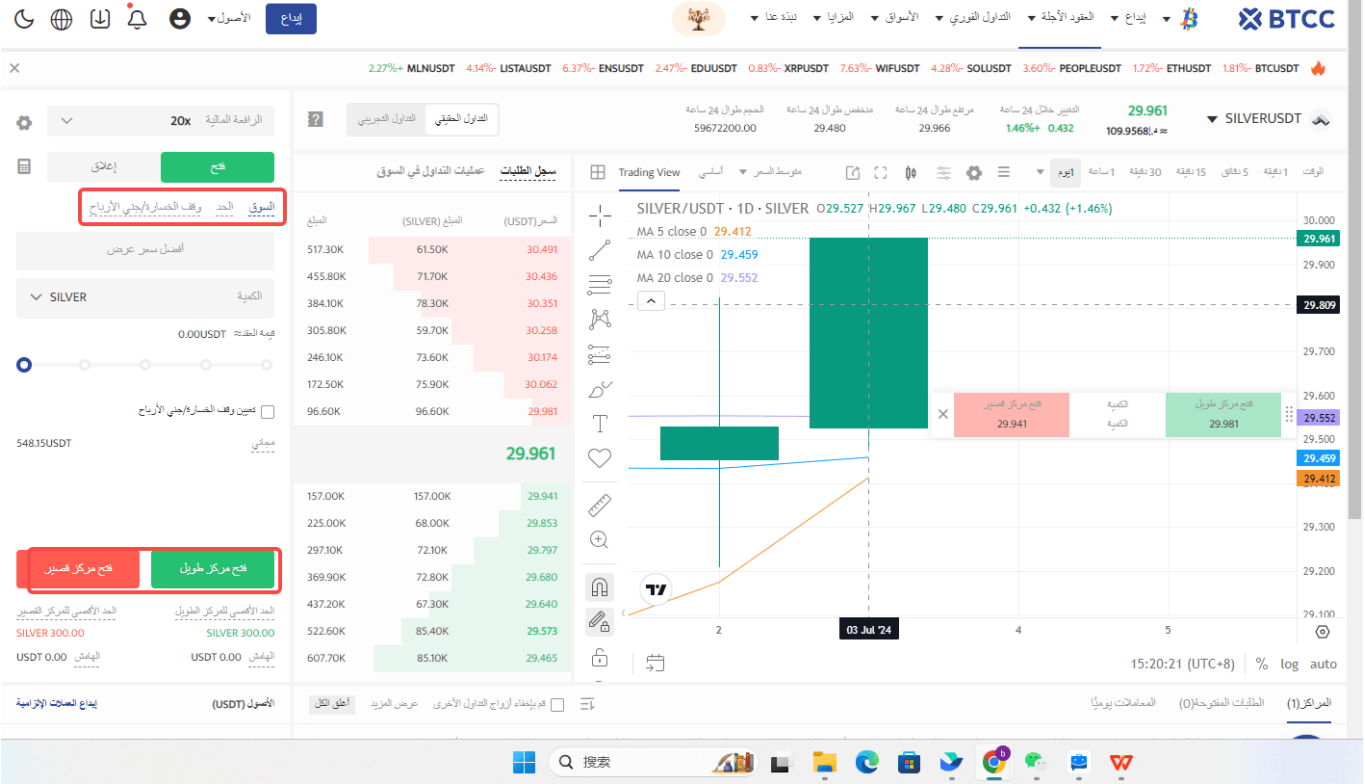 BTCC
إيداع
العقود الآجلة
التداول الفوري
الأسواق
المزايا
نبذة عنا
الأصول
إيداع
BTCUSDT -1.81%
ETHUSDT -1.72%
PEOPLEUSDT -3.60%
SOLUSDT -4.28%
WIFUSDT -7.63%
XRPUSDT -0.83%
EDUUSDT -2.47%
ENSUSDT -6.37%
LISTAUSDT -4.14%
MLNUSDT +2.27%
SILVERUSDT
29.961
≈ د.إ109.9568
التغيير خلال 24 ساعة
0.432 +1.46%
مرتفع طوال 24 ساعة
29.966
منخفض طوال 24 ساعة
29.480
الحجم طوال 24 ساعة
59672200.00
التداول الحقيقي
التداول التجريبي
الرافعة المالية 20x
الوقت
1 دقيقة
5 دقائق
15 دقيقة
30 دقيقة
1 ساعة
1يوم
متوسط السعر
أساسي
Trading View
SILVER/USDT · 1D · SILVER O29.527 H29.967 L29.480 C29.961 +0.432 (+1.46%)
MA 5 close 0 29.412
MA 10 close 0 29.459
MA 20 close 0 29.552
30.000
29.961
29.900
29.809
29.700
29.600
29.552
29.500
29.459
29.412
29.300
29.200
29.100
فتح مركز طويل
29.981
الكمية
الكمية
فتح مركز قصير
29.941
2
03 Jul '24
4
5
15:20:21 (UTC+8) % log auto
سجل الطلبات
عمليات التداول في السوق
السعر(USDT)
المبلغ (SILVER)
المبلغ
30.491 61.50K 517.30K
30.436 71.70K 455.80K
30.351 78.30K 384.10K
30.258 59.70K 305.80K
30.174 73.60K 246.10K
30.062 75.90K 172.50K
29.981 96.60K 96.60K
29.961
29.941 157.00K 157.00K
29.853 68.00K 225.00K
29.797 72.10K 297.10K
29.680 72.80K 369.90K
29.640 67.30K 437.20K
29.573 85.40K 522.60K
29.465 85.10K 607.70K
فتح
إغلاق
السوق
الحد
وقف الخسارة/جني الأرباح
أفضل سعر عرض
الكمية
SILVER
قيمة العقد≈ 0.00USDT
تعيين وقف الخسارة/جني الأرباح
مجاني
548.15USDT
فتح مركز طويل
فتح مركز قصير
الحد الأقصى للمركز الطويل
الحد الأقصى للمركز القصير
SILVER 300.00
SILVER 300.00
الهامش USDT 0.00
الهامش USDT 0.00
المراكز(1)
الطلبات المفتوحة(0)
المعاملات يوميًا
قم بإخفاء أزواج التداول الأخرى
عرض المزيد
أغلق الكل
الأصول (USDT)
إيداع العملات الإلزامية
搜索
b